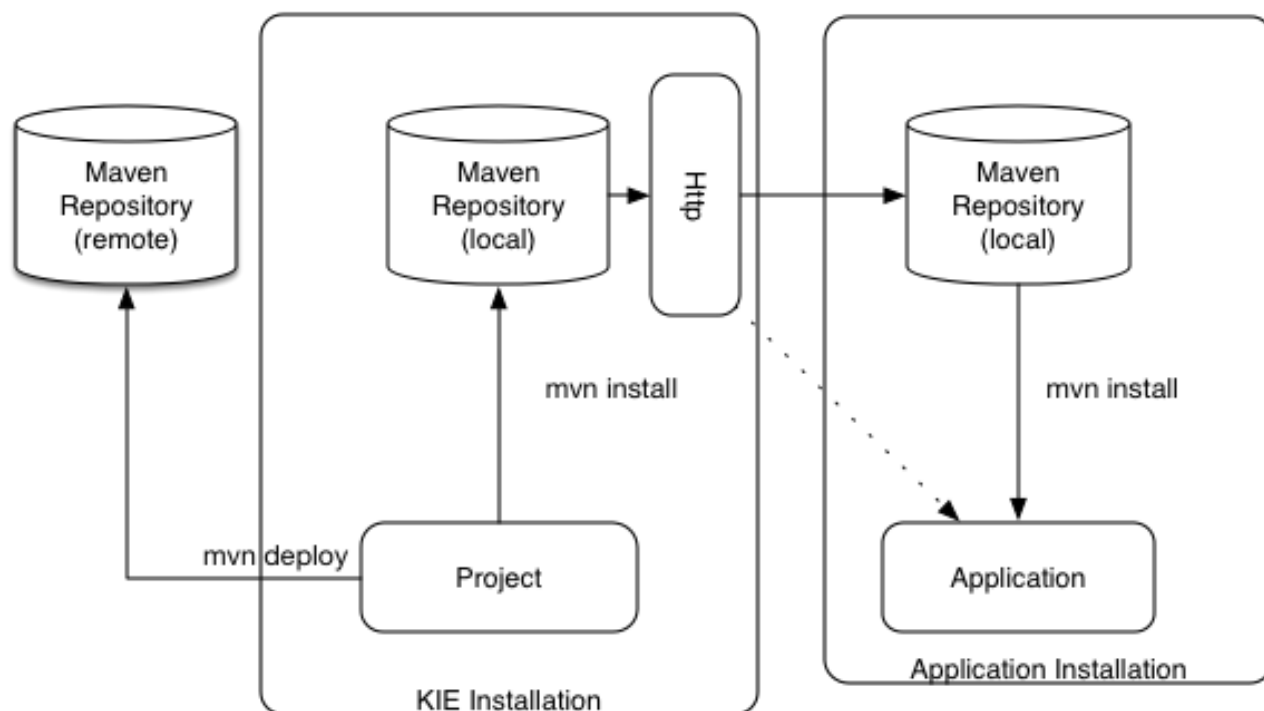 Maven
Repository
(remote)
Maven
Repository
(local)
Http
Maven
Repository
(local)
mvn install
mvn install
mvn deploy
Project
Application
KIE Installation
Application Installation